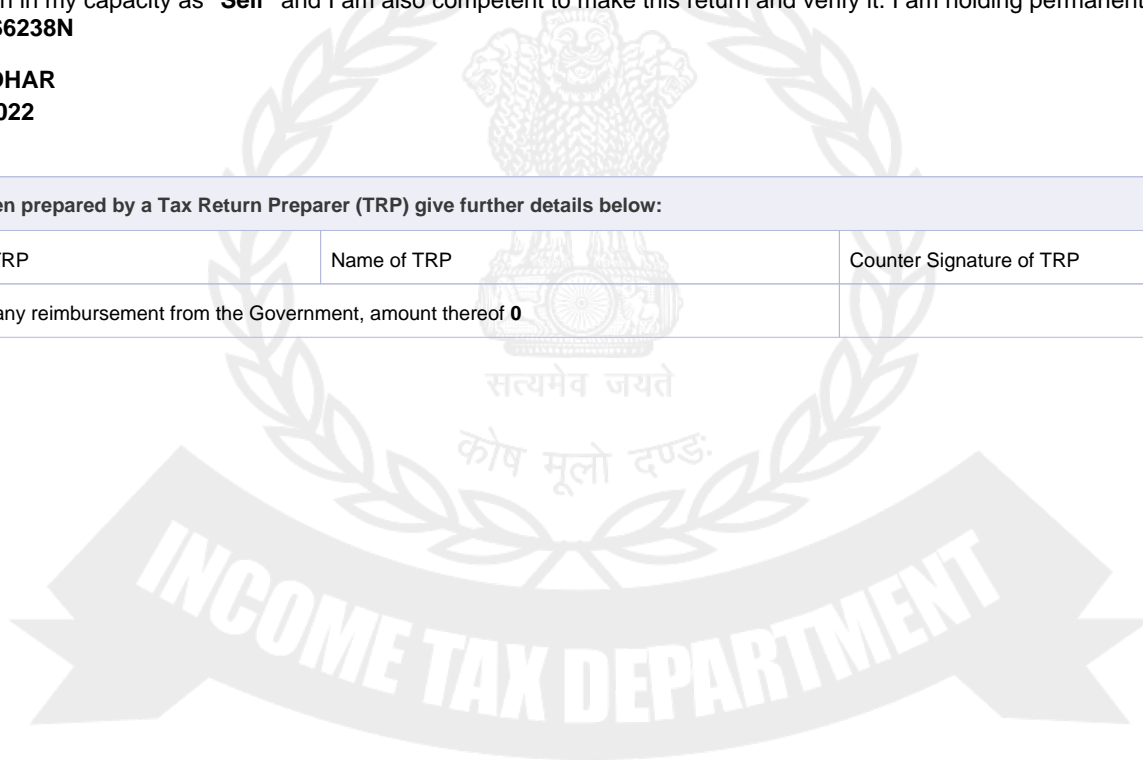 n in my capacity as "Self" and I am also competent to make this return and verify it. I am holding permanent
6238N
DHAR
022
en prepared by a Tax Return Preparer (TRP) give further details below:
TRP Name of TRP Counter Signature of TRP
any reimbursement from the Government, amount thereof 0
सत्यमेव जयते
कोष मूलो दण्डः
INCOME TAX DEPARTMENT